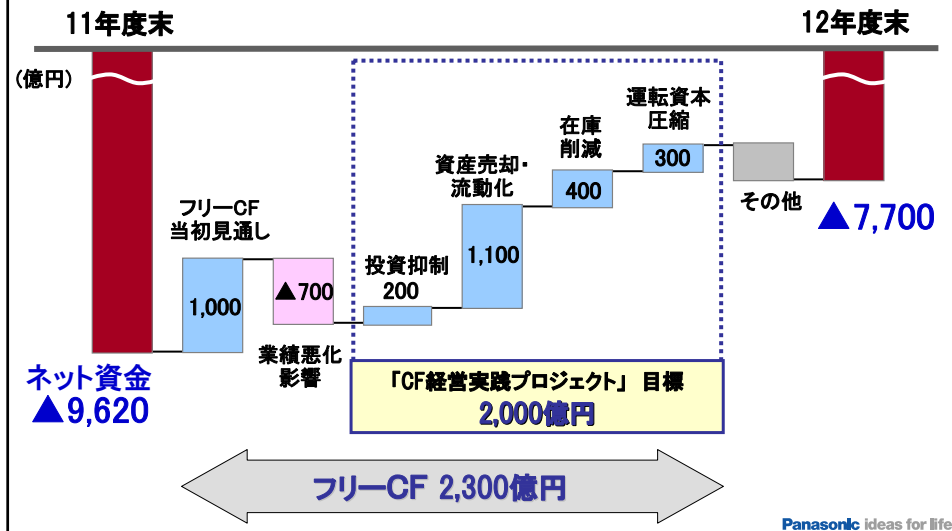 11年度末
12年度末
(億円)
運転資本
圧縮
在庫
削減
300
資産売却・
流動化
400
その他
フリーCF
当初見通し
▲7,700
1,100
投資抑制
200
▲700
1,000
業績悪化
影響
ネット資金
▲9,620
「CF経営実践プロジェクト」 目標
2,000億円
フリーCF 2,300億円
Panasonic ideas for life